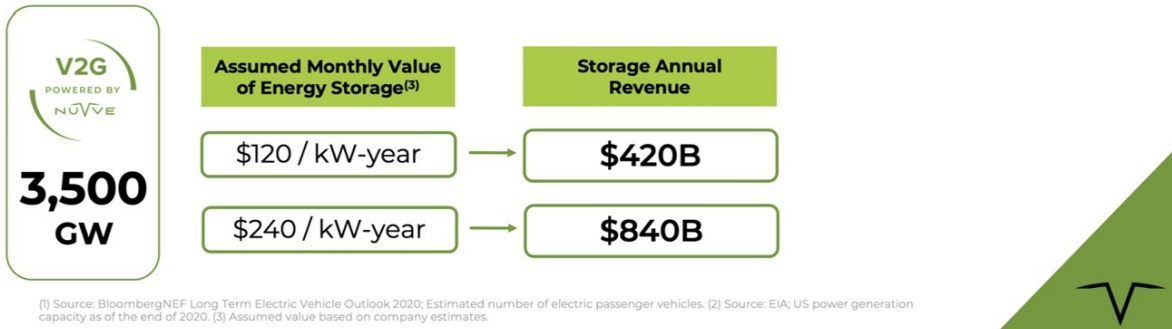 V2G
POWERED BY
NUVVE
3,500
GW
Assumed Monthly Value
of Energy Storage(3)
Storage Annual
Revenue
$120 / kW-year
$420B
$240 / kW-year
$840B
(1) Source: BloombergNEF Long Term Electric Vehicle Outlook 2020; Estimated number of electric passenger vehicles. (2) Source: EIA; US power generation
capacity as of the end of 2020. (3) Assumed value based on company estimates.